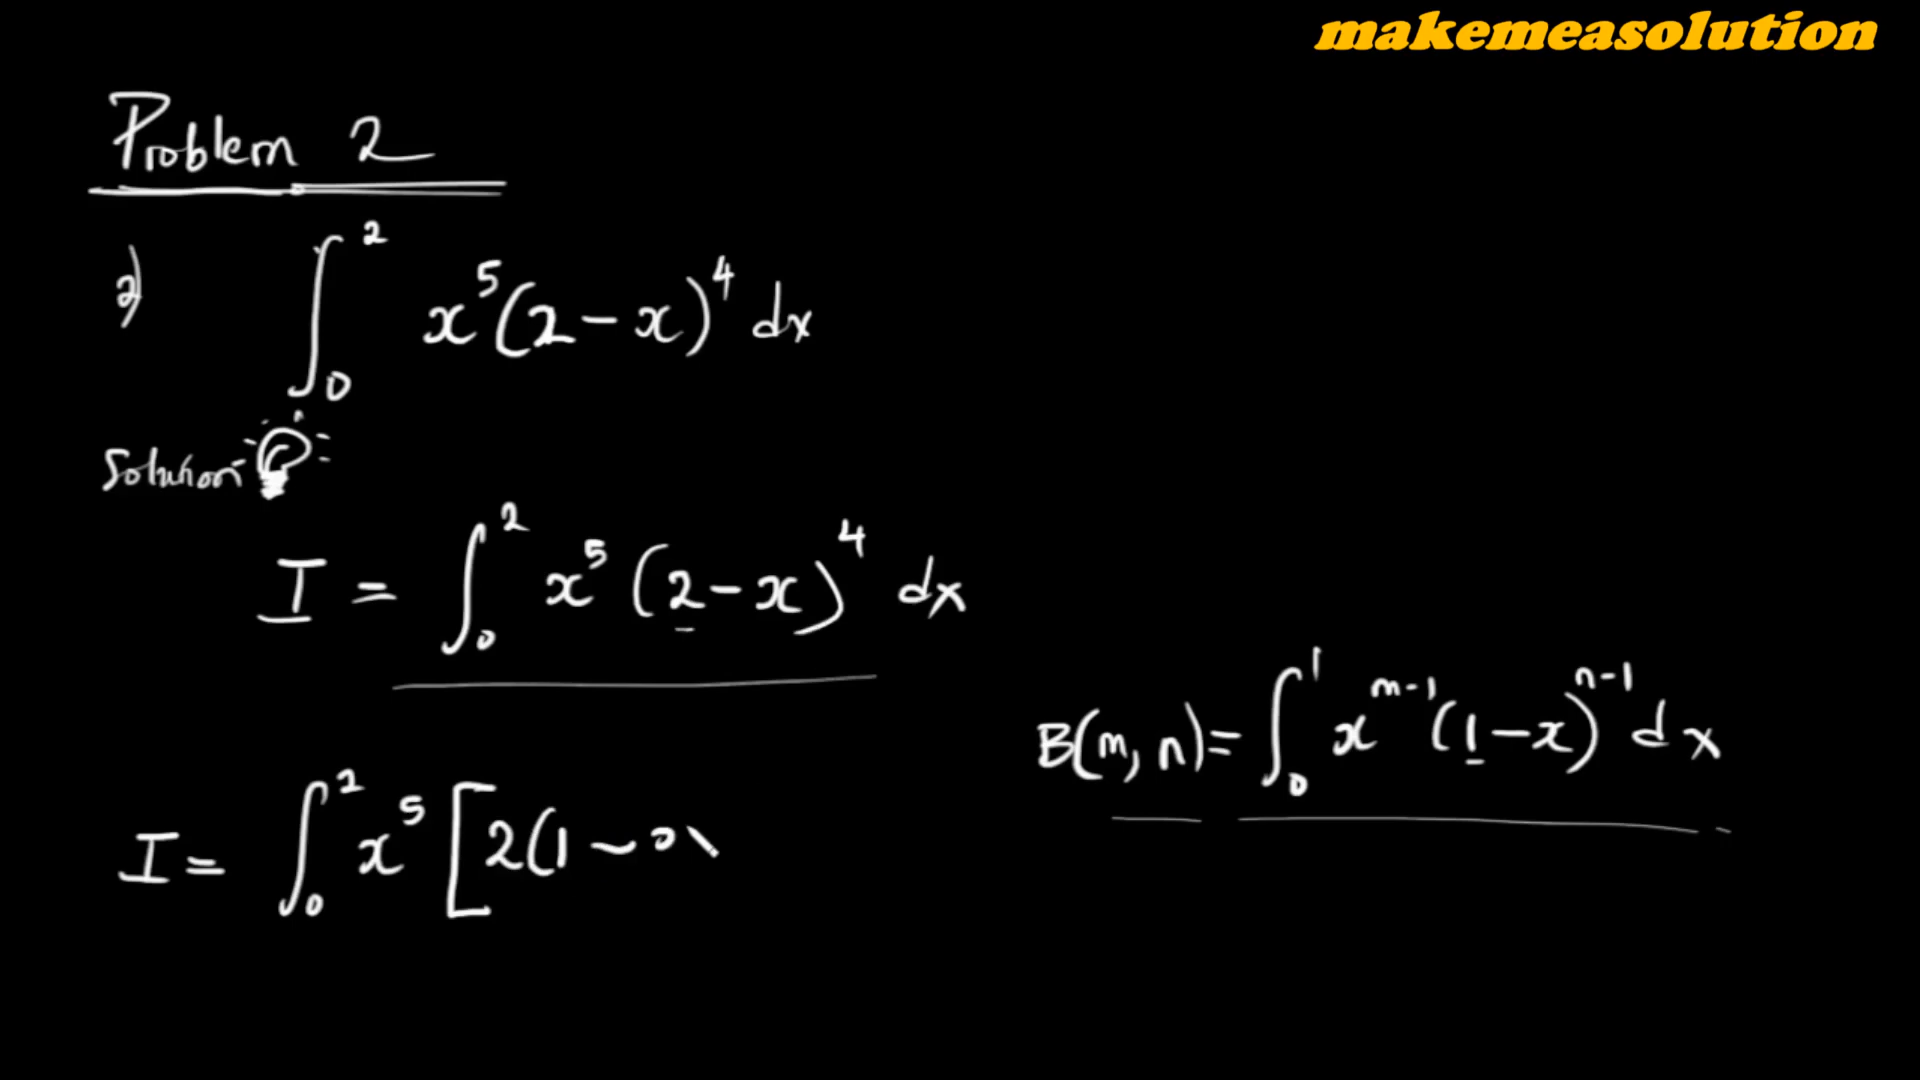 makemeasolution
Problem 2
a) ∫₀² x⁵(2-x)⁴ dx
Solution
I = ∫₀² x⁵ (2-x)⁴ dx
B(m, n) = ∫₀¹ x^(m-1) (1-x)^(n-1) dx
I = ∫₀² x⁵ [2(1-